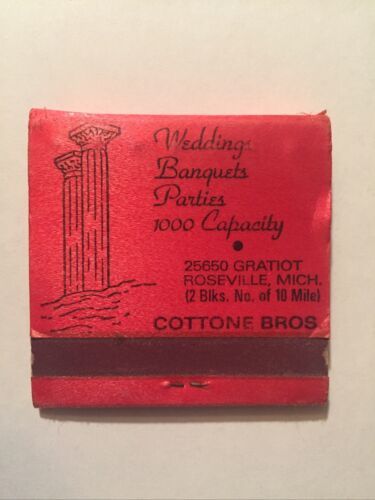 Weddings
Banquets
Parties
1000 Capacity
•
25650 GRATIOT
ROSEVILLE, MICH.
(2 Blks. No. of 10 Mile)
COTTONE BROS